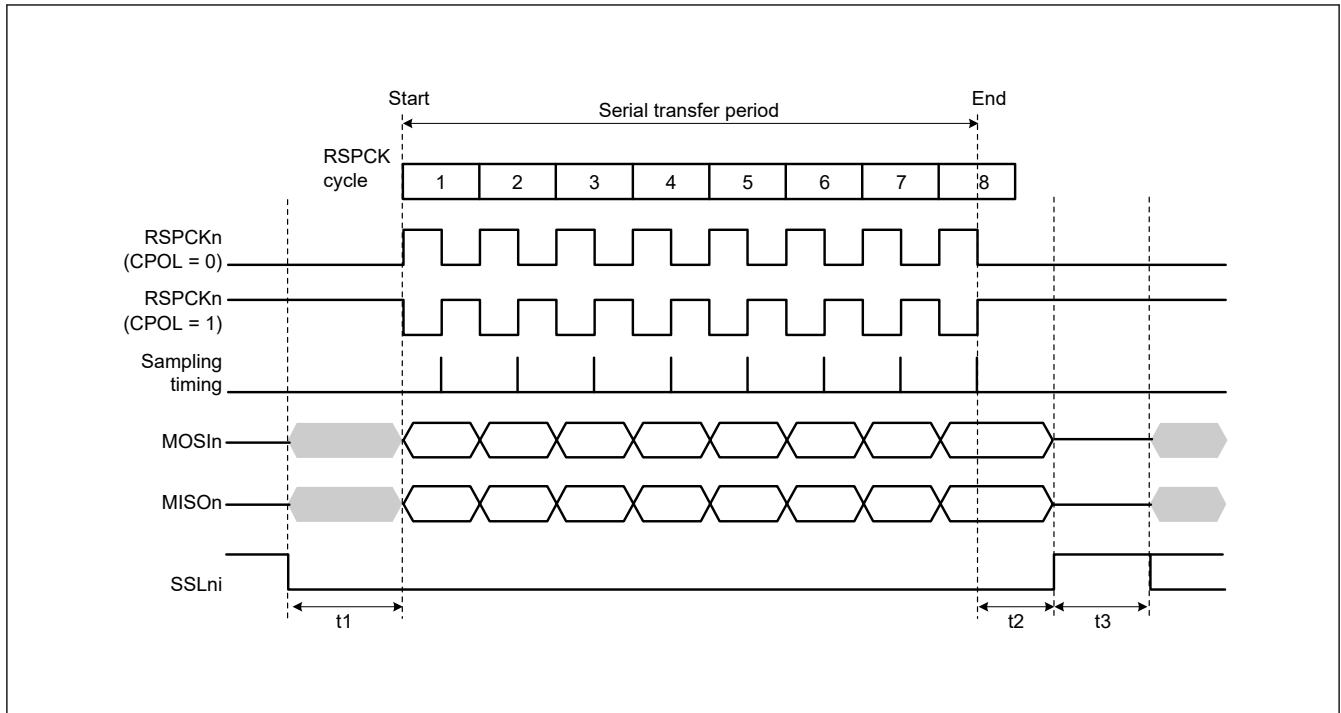 Start
End
Serial transfer period
RSPCK
cycle
1 2 3 4 5 6 7 8
RSPCKn
(CPOL = 0)
RSPCKn
(CPOL = 1)
Sampling
timing
MOSIn
MISOn
SSLni
t1
t2
t3